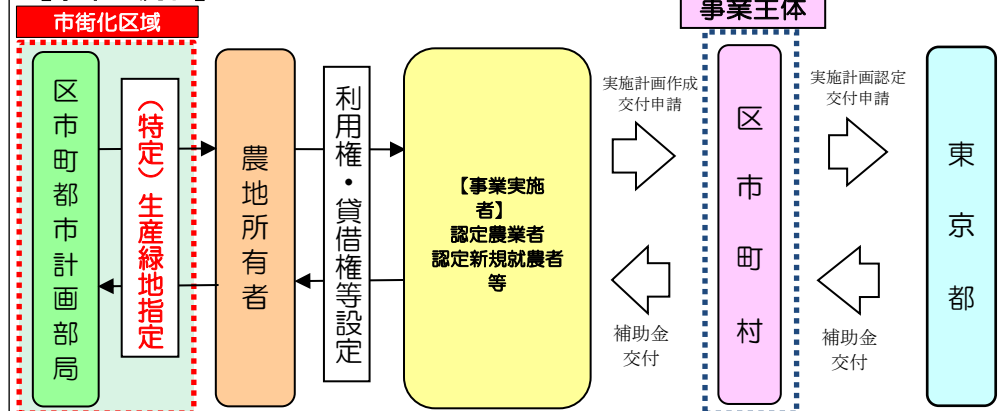 市街化区域
事業主体
区市町都市計画部局
（特定）生産緑地指定
農地所有者
利用権・貸借権等設定
【事業実施
者】
認定農業者
認定新規就農者
等
実施計画作成
交付申請
補助金
交付
区市町村
実施計画認定
交付申請
補助金
交付
東京都